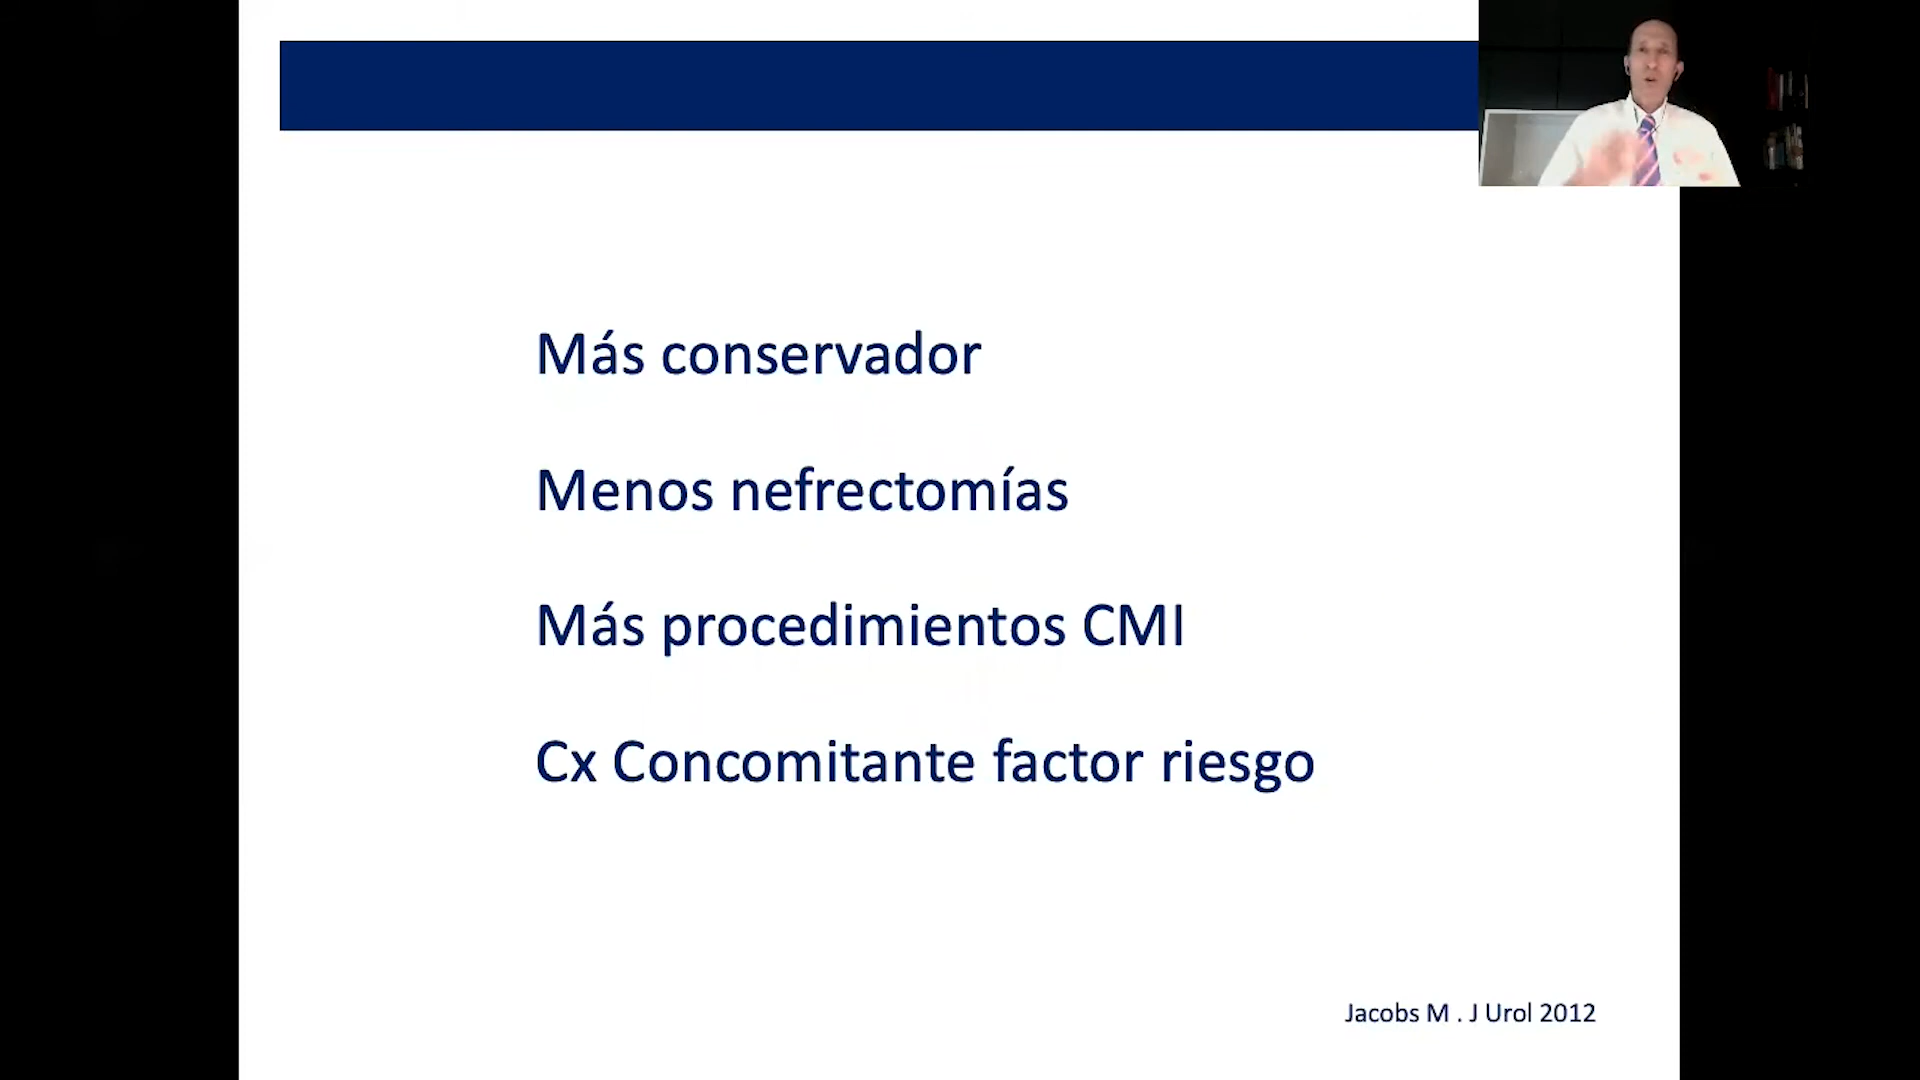 Más conservador
Menos nefrectomías
Más procedimientos CMI
Cx Concomitante factor riesgo
Jacobs M . J Urol 2012